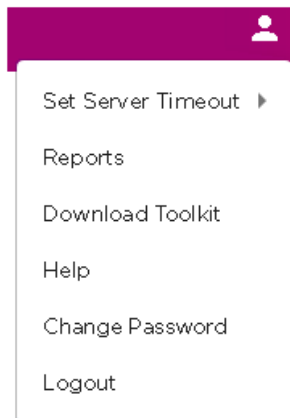 Set Server Timeout
Reports
Download Toolkit
Help
Change Password
Logout